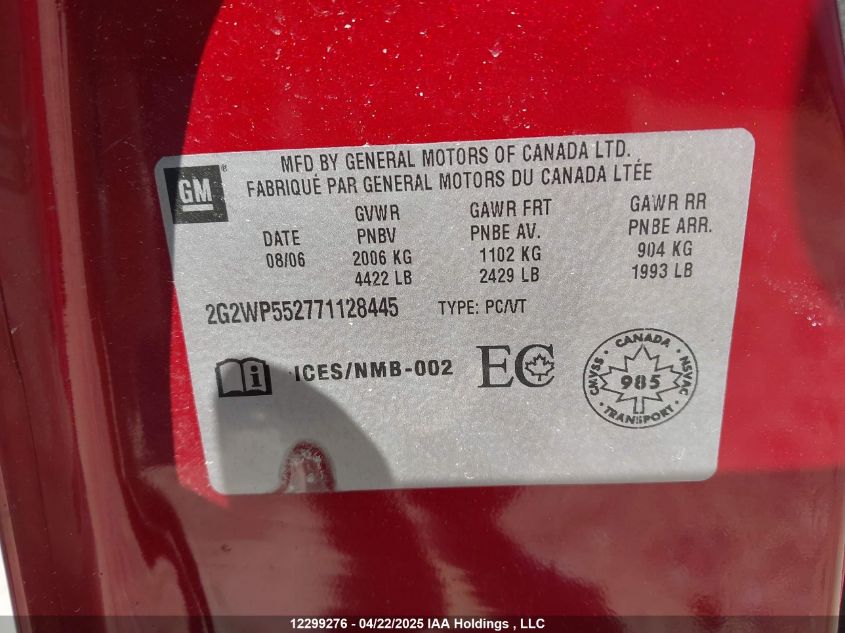 GM
MFD BY GENERAL MOTORS OF CANADA LTD.
FABRIQUÉ PAR GENERAL MOTORS DU CANADA LTÉE
DATE
08/06
GVWR
PNBV
2006 KG
4422 LB
GAWR FRT
PNBE AV.
1102 KG
2429 LB
GAWR RR
PNBE ARR.
904 KG
1993 LB
2G2WP552771128445 TYPE: PC/VT
ICES/NMB-002
EC
CANADA
CMVSS · NSVAC
985
TRANSPORT
12299276 - 04/22/2025 IAA Holdings , LLC